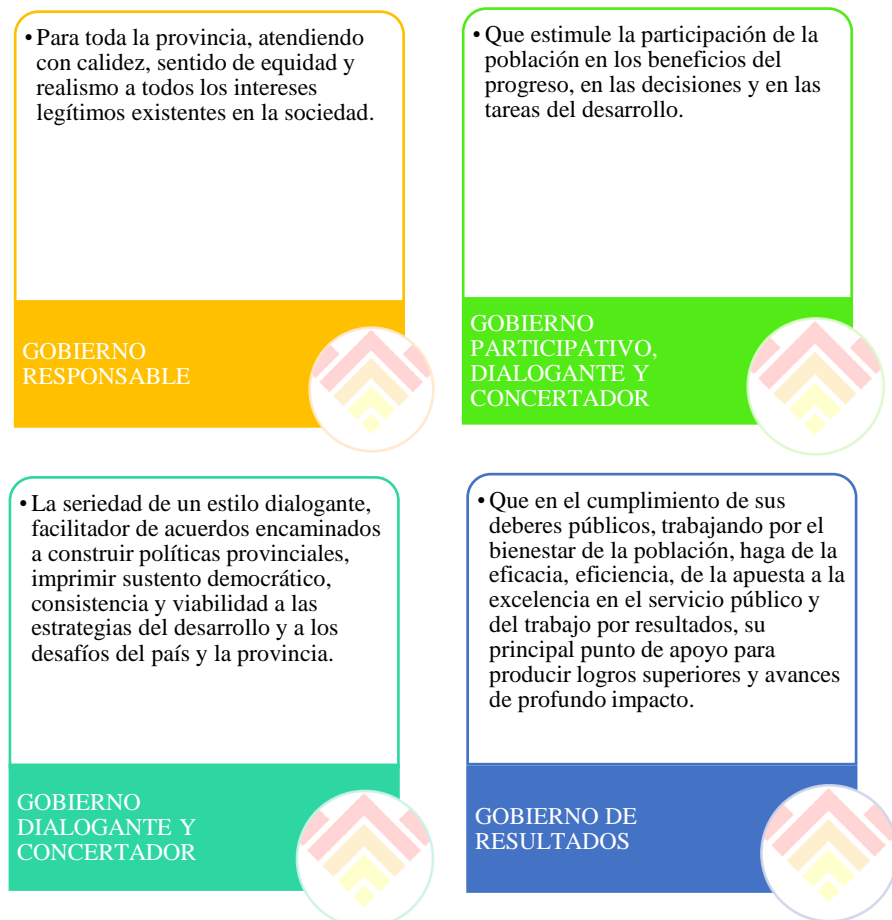 • Para toda la provincia, atendiendo
con calidez, sentido de equidad y
realismo a todos los intereses
legítimos existentes en la sociedad.
GOBIERNO
RESPONSABLE
• Que estimule la participación de la
población en los beneficios del
progreso, en las decisiones y en las
tareas del desarrollo.
GOBIERNO
PARTICIPATIVO,
DIALOGANTE Y
CONCERTADOR
• La seriedad de un estilo dialogante,
facilitador de acuerdos encaminados
a construir políticas provinciales,
imprimir sustento democrático,
consistencia y viabilidad a las
estrategias del desarrollo y a los
desafíos del país y la provincia.
GOBIERNO
DIALOGANTE Y
CONCERTADOR
• Que en el cumplimiento de sus
deberes públicos, trabajando por el
bienestar de la población, haga de la
eficacia, eficiencia, de la apuesta a la
excelencia en el servicio público y
del trabajo por resultados, su
principal punto de apoyo para
producir logros superiores y avances
de profundo impacto.
GOBIERNO DE
RESULTADOS